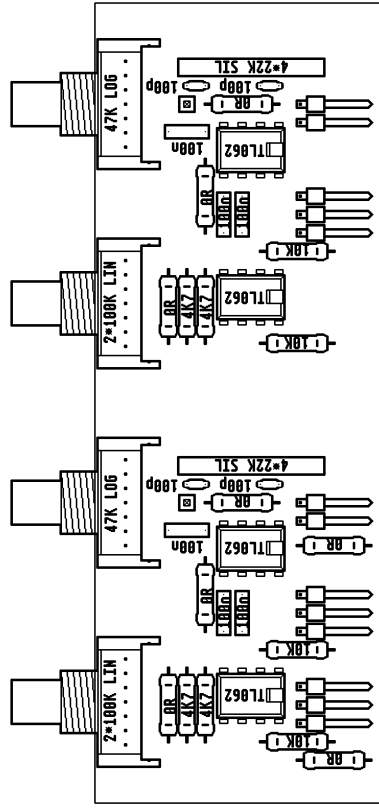 4*22K SIL
100p
100p
0R
47K LOG
100n
TL062
0R
100n
100n
10K
2*100K LIN
0R
4K7
4K7
TL062
10K
4*22K SIL
100p
100p
0R
47K LOG
100n
TL062
0R
0R
100n
100n
10K
2*100K LIN
0R
4K7
4K7
TL062
10K
0R